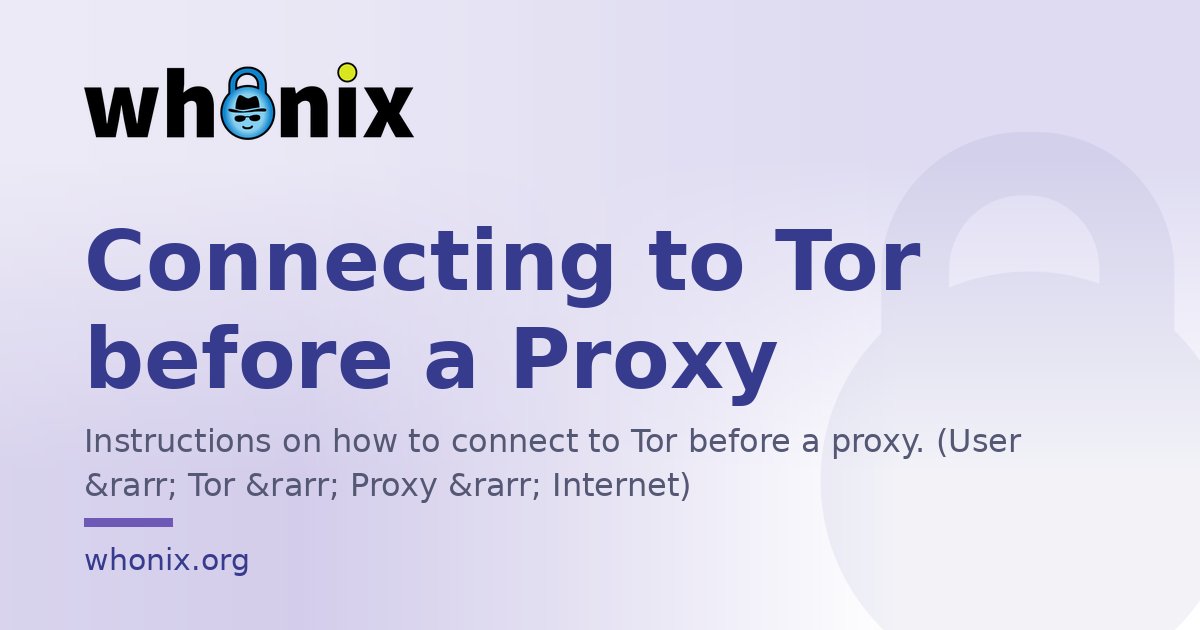 whonix
Connecting to Tor
before a Proxy
Instructions on how to connect to Tor before a proxy. (User
&rarr; Tor &rarr; Proxy &rarr; Internet)
whonix.org